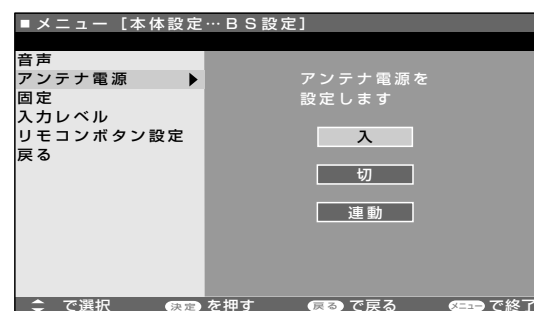 ■メニュー [本体設定…BS設定]
音声
アンテナ電源 ▶
固定
入力レベル
リモコンボタン設定
戻る
アンテナ電源を
設定します
入
切
連動
で選択 決定 を押す 戻る で戻る メニュー で終了